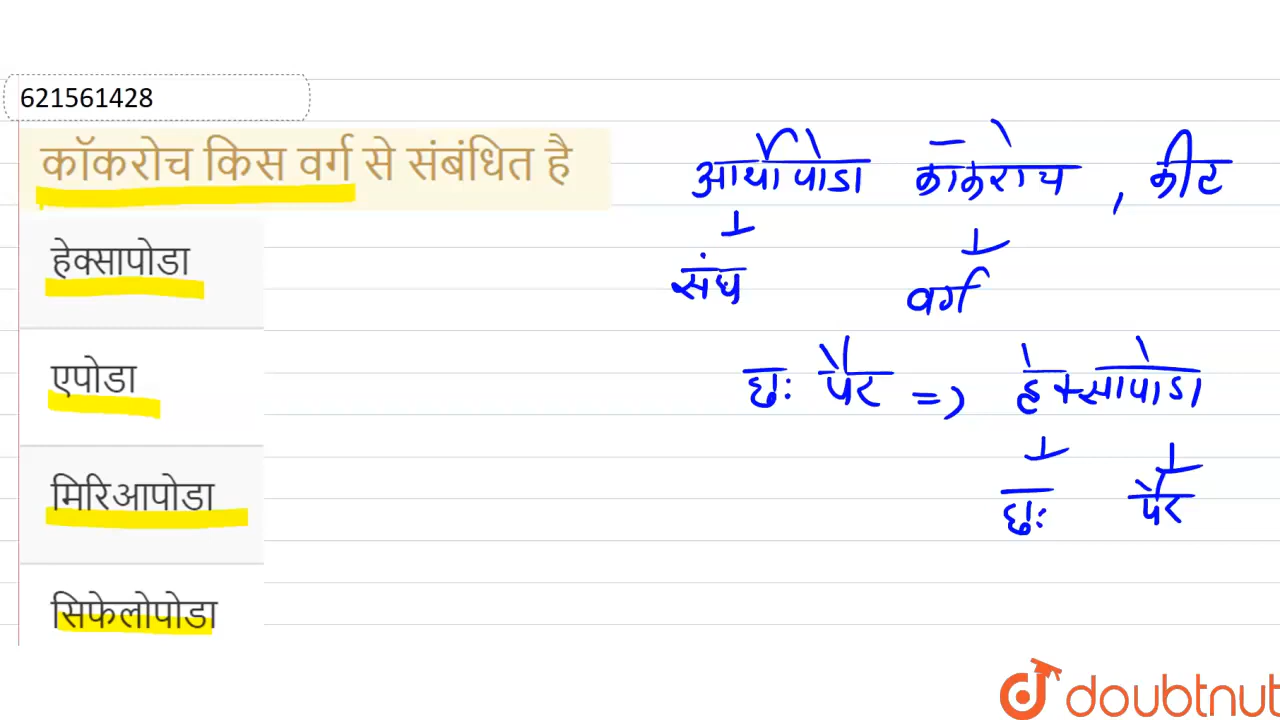 621561428
कॉकरोच किस वर्ग से संबंधित है
हेक्सापोडा
एपोडा
मिरिआपोडा
सिफेलोपोडा
आर्थोपोडा काकरोच , कीट
संघ वर्ग
छः पैर => हेक्सापोडा
छः पैर
doubtnut